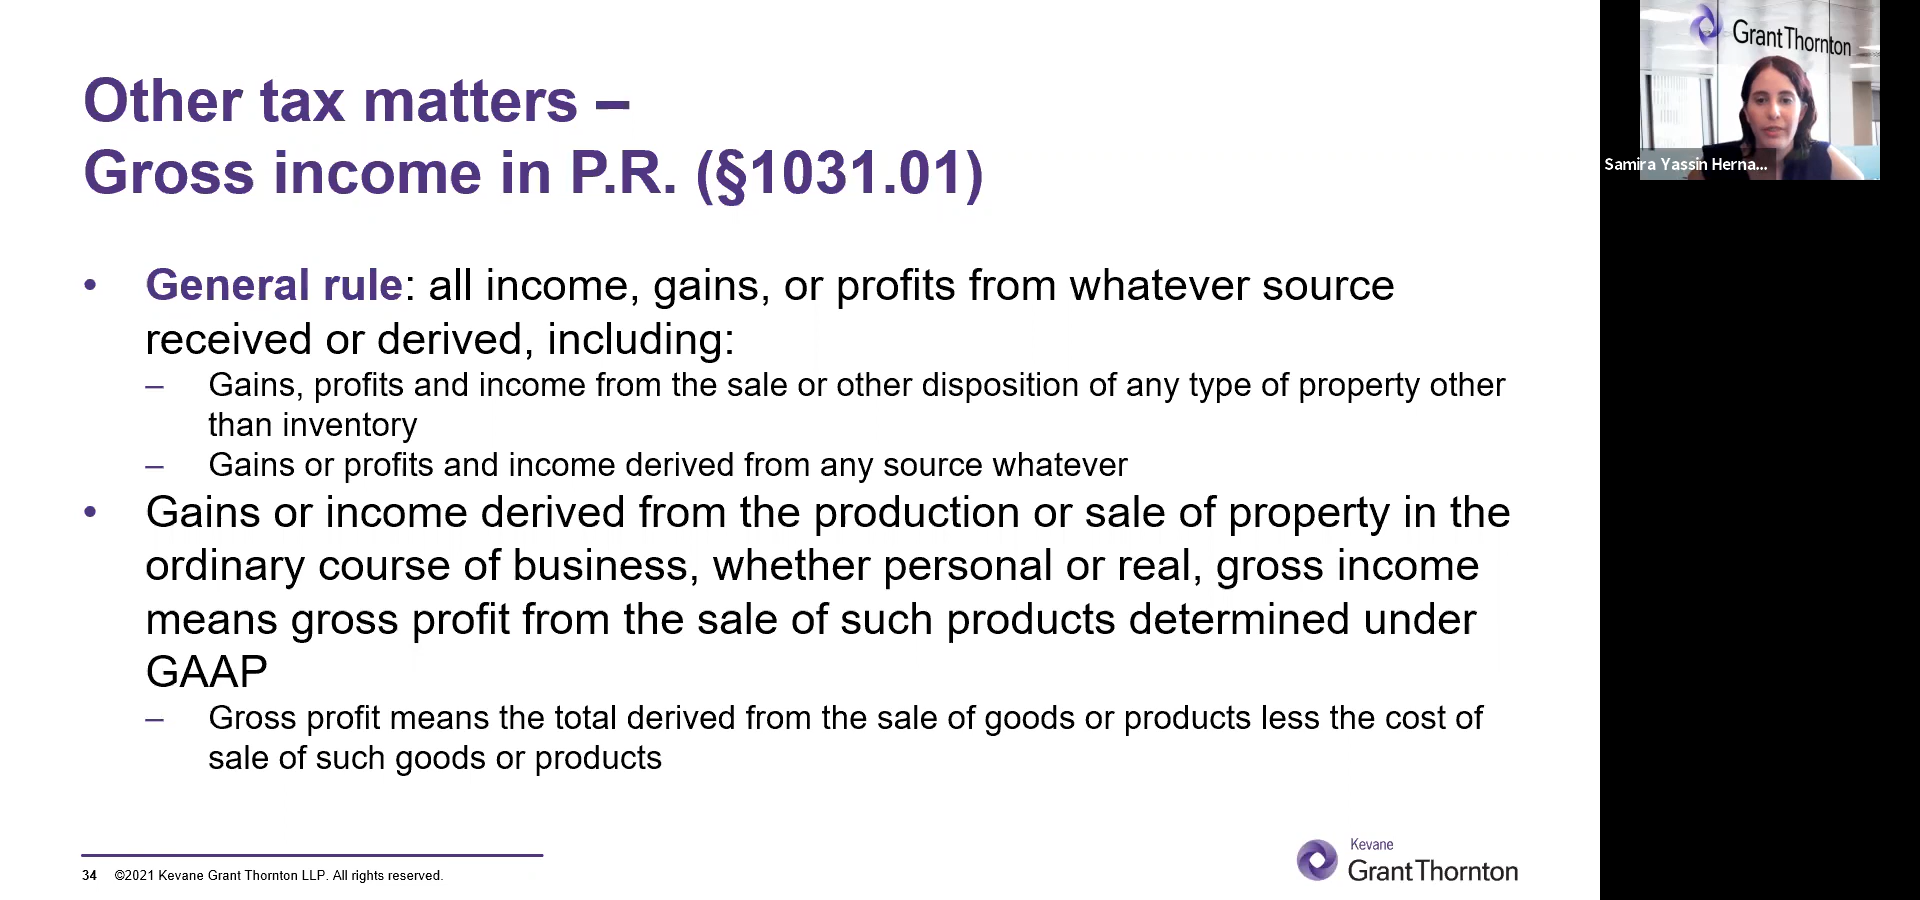 Other tax matters –
Gross income in P.R. (§1031.01)
• General rule: all income, gains, or profits from whatever source
received or derived, including:
– Gains, profits and income from the sale or other disposition of any type of property other
than inventory
– Gains or profits and income derived from any source whatever
• Gains or income derived from the production or sale of property in the
ordinary course of business, whether personal or real, gross income
means gross profit from the sale of such products determined under
GAAP
– Gross profit means the total derived from the sale of goods or products less the cost of
sale of such goods or products
34 ©2021 Kevane Grant Thornton LLP. All rights reserved.
Kevane
GrantThornton
GrantThornton
Samira Yassin Herna...